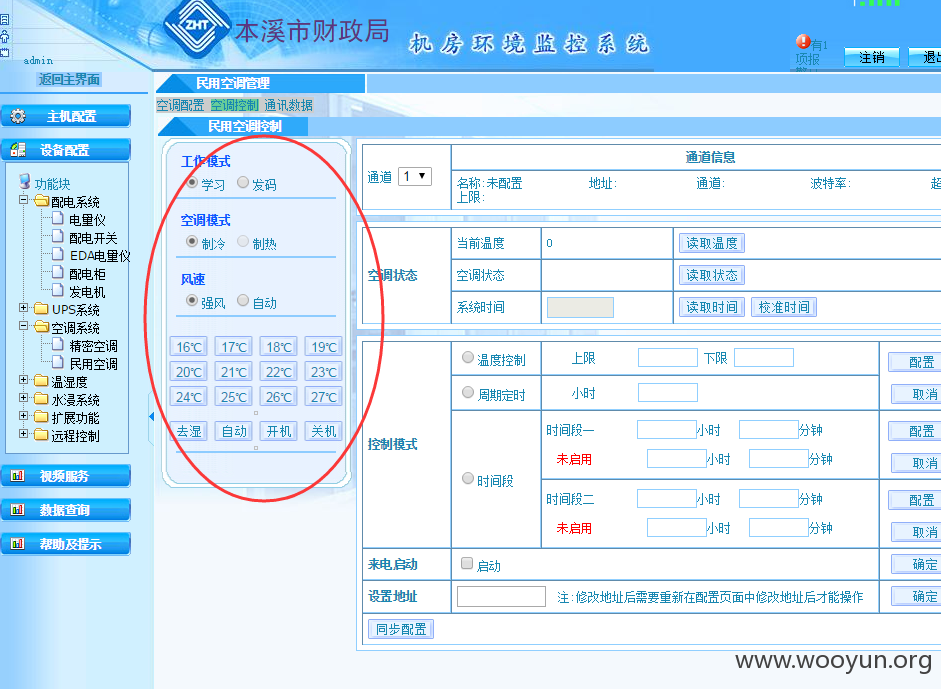 ZHT
本溪市财政局
机房环境监控系统
有1
项报
admin
注销
退出
返回主界面
民用空调管理
空调配置 空调控制 通讯数据
民用空调控制
主机配置
设备配置
功能块
配电系统
电量仪
配电开关
EDA电量仪
配电柜
发电机
UPS系统
空调系统
精密空调
民用空调
温湿度
水浸系统
扩展功能
远程控制
视频服务
数据查询
帮助及提示
工作模式
学习 发码
空调模式
制冷 制热
风速
强风 自动
16℃ 17℃ 18℃ 19℃
20℃ 21℃ 22℃ 23℃
24℃ 25℃ 26℃ 27℃
去湿 自动 开机 关机
通道 1
通道信息
名称:未配置 地址: 通道: 波特率: 超
上限:
空调状态
当前温度 0 读取温度
空调状态 读取状态
系统时间 读取时间 校准时间
控制模式
温度控制 上限 下限 配置
周期定时 小时 取消
时间段
时间段一 小时 分钟 配置
未启用 小时 分钟 取消
时间段二 小时 分钟 配置
未启用 小时 分钟 取消
来电启动 启动 确定
设置地址 注:修改地址后需要重新在配置页面中修改地址后才能操作 确定
同步配置
www.wooyun.org